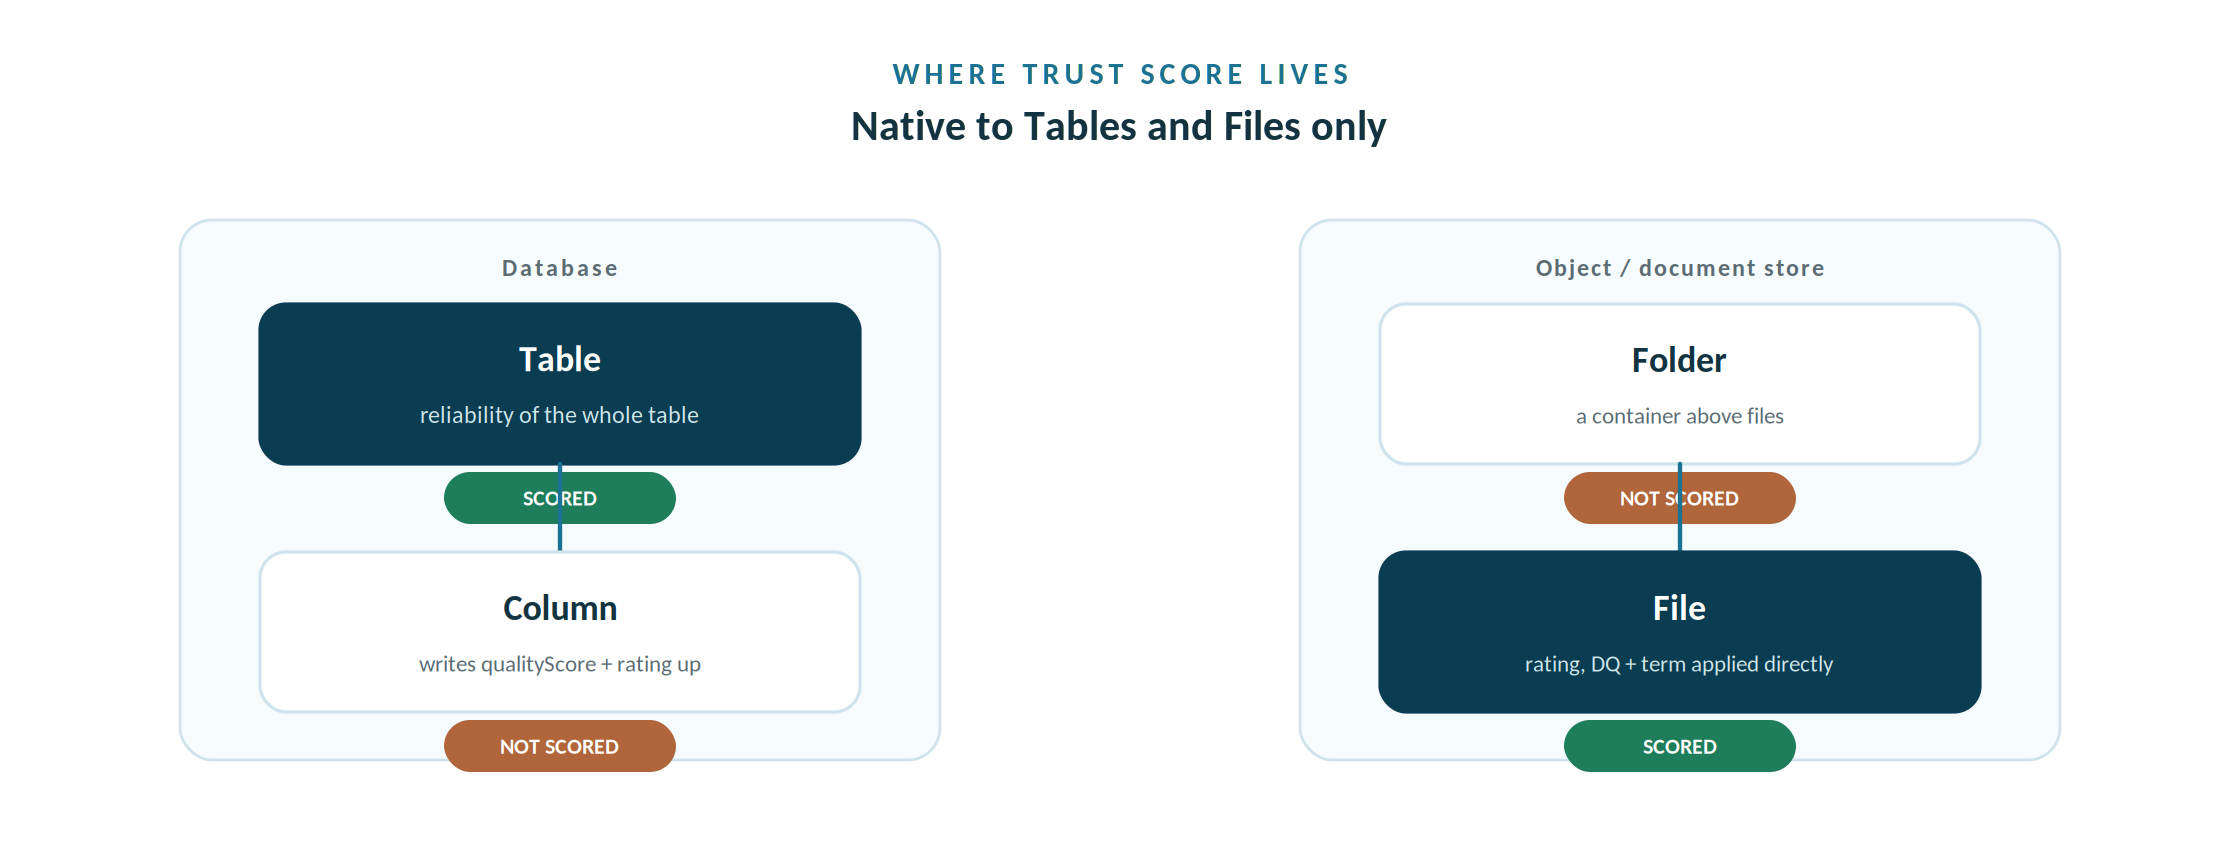 WHERE TRUST SCORE LIVES
Native to Tables and Files only
Database
Table
reliability of the whole table
SCORED
Column
writes qualityScore + rating up
NOT SCORED
Object / document store
Folder
a container above files
NOT SCORED
File
rating, DQ + term applied directly
SCORED